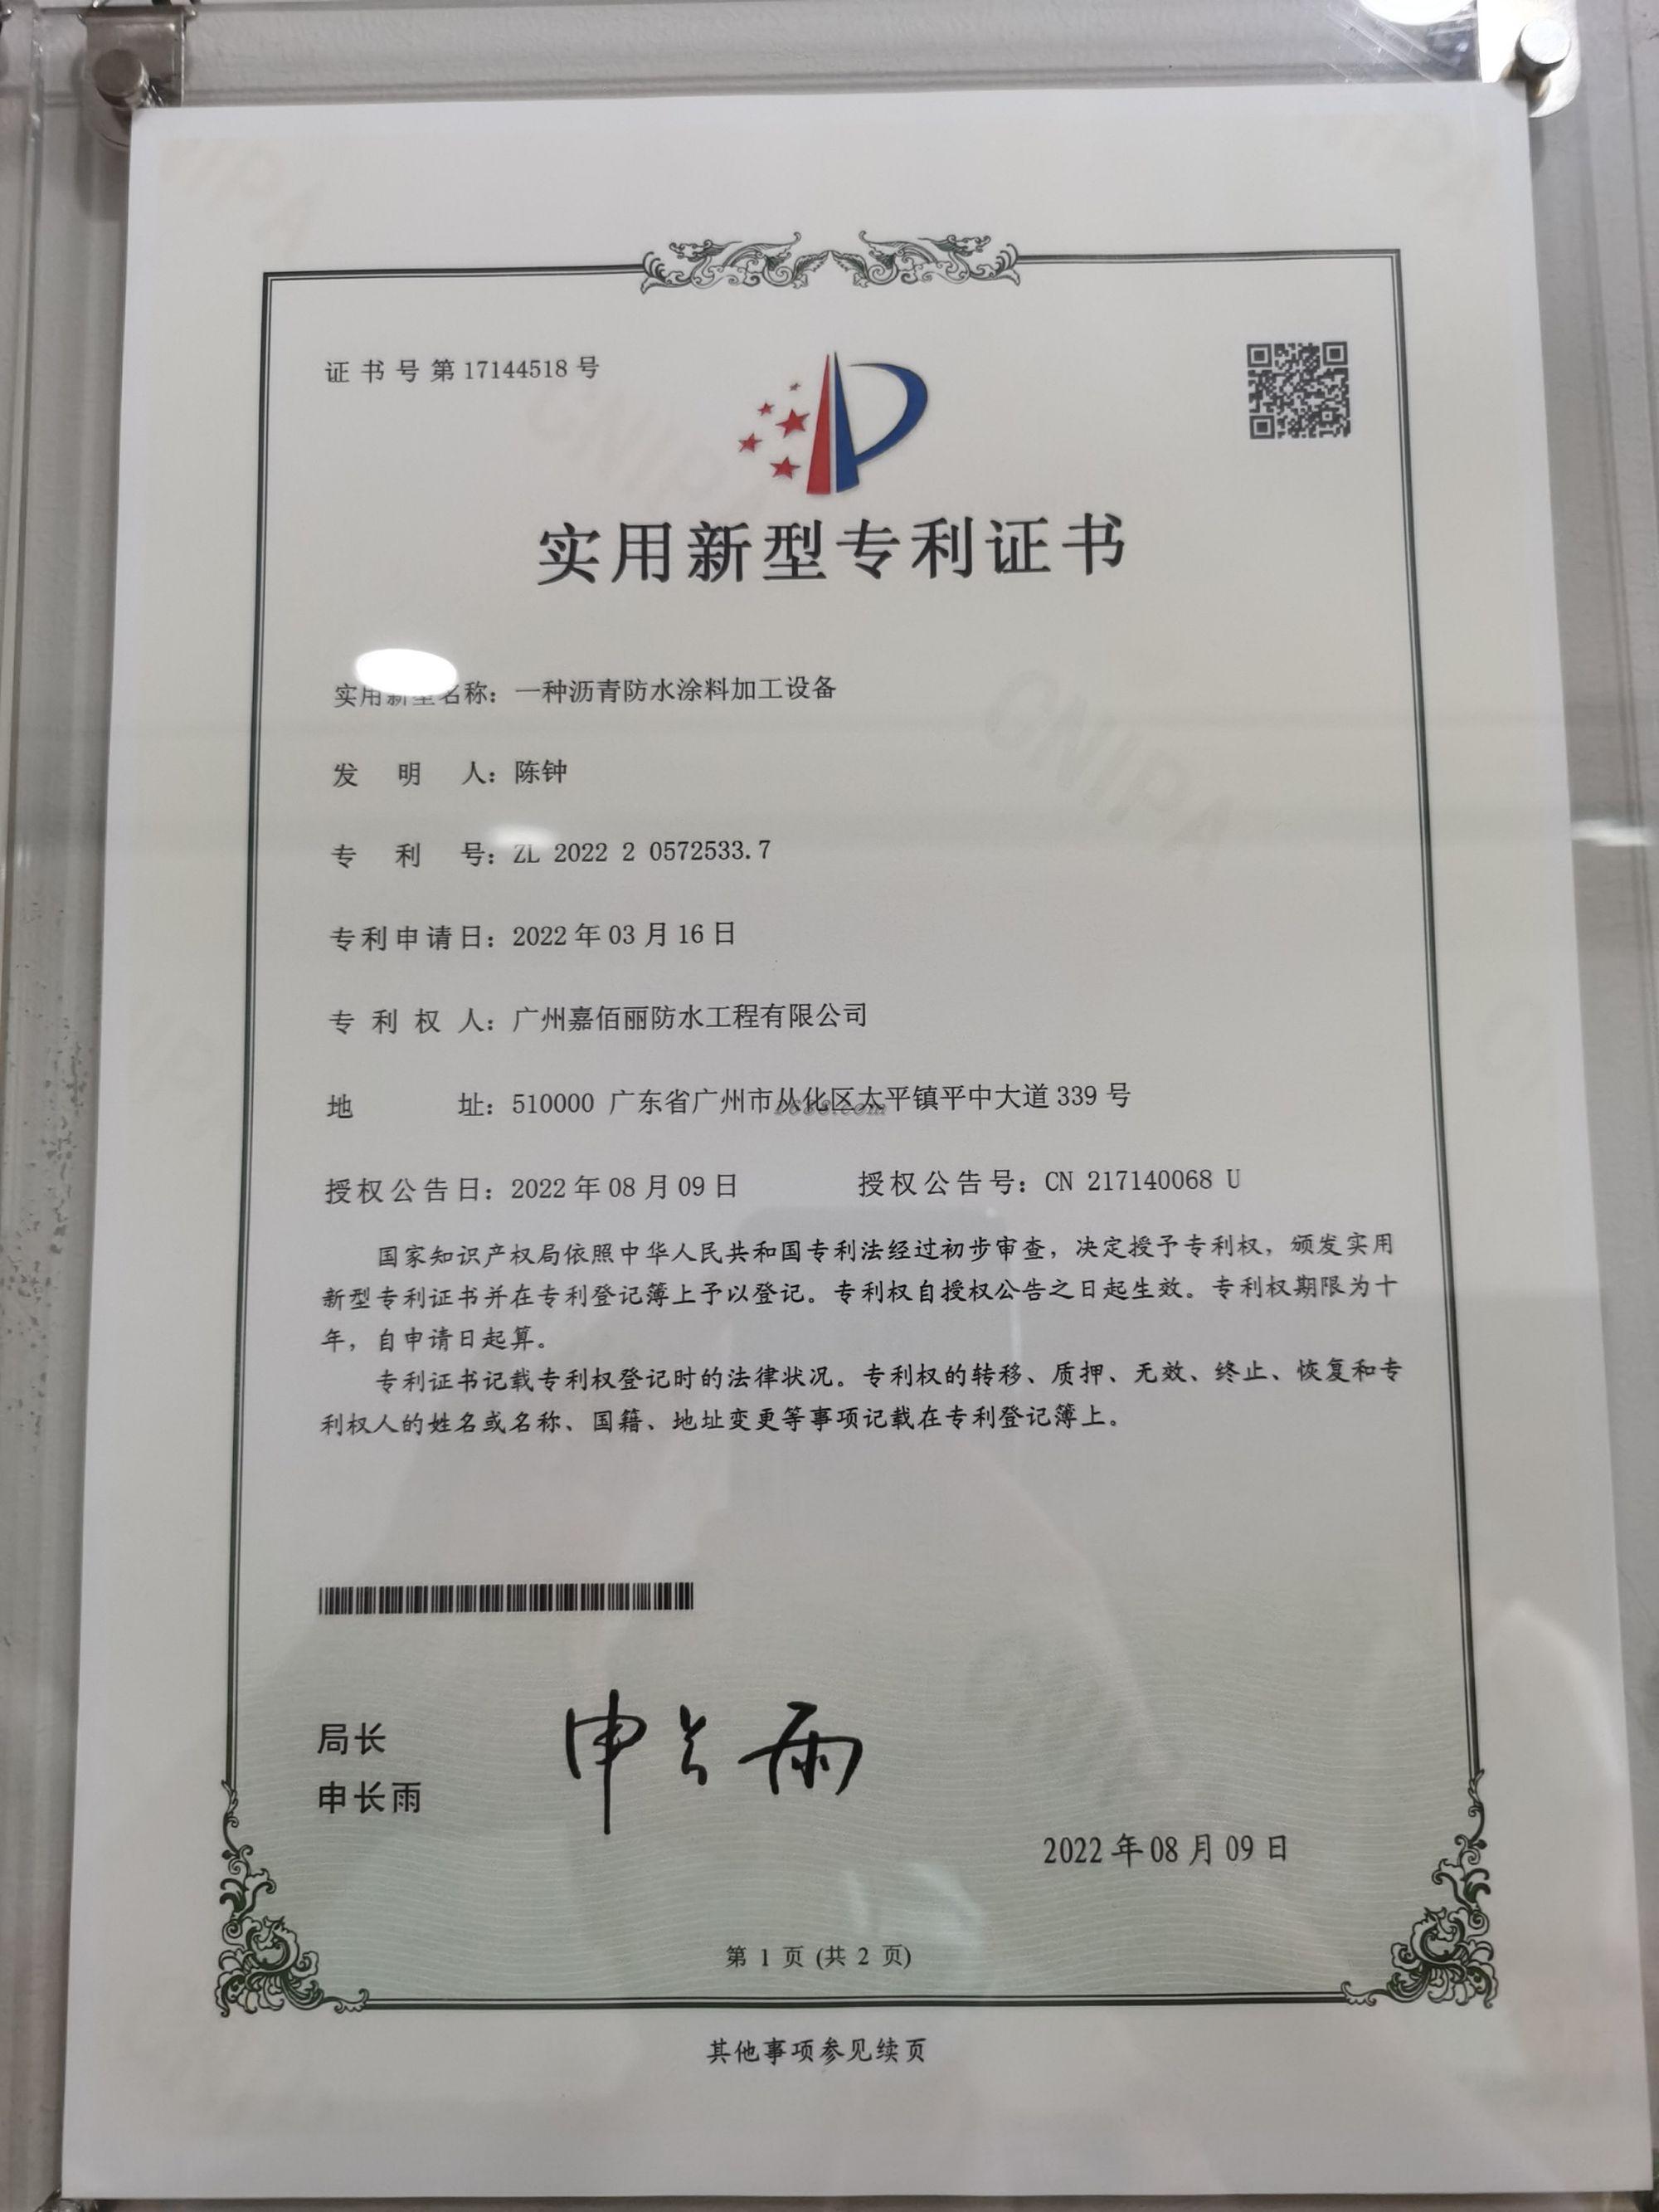 证书号第17144518号
实用新型专利证书
实用新型名称：一种沥青防水涂料加工设备
发明人：陈钟
专利号：ZL 2022 2 0572533.7
专利申请日：2022年03月16日
专利权人：广州嘉佰丽防水工程有限公司
地址：510000 广东省广州市从化区太平镇平中大道339号
授权公告日：2022年08月09日 授权公告号：CN 217140068 U
国家知识产权局依照中华人民共和国专利法经过初步审查，决定授予专利权，颁发实用
新型专利证书并在专利登记簿上予以登记。专利权自授权公告之日起生效。专利权期限为十
年，自申请日起算。
专利证书记载专利权登记时的法律状况。专利权的转移、质押、无效、终止、恢复和专
利权人的姓名或名称、国籍、地址变更等事项记载在专利登记簿上。
局长
申长雨
申长雨
2022年08月09日
第 1 页 (共 2 页)
其他事项参见续页
CNIPA